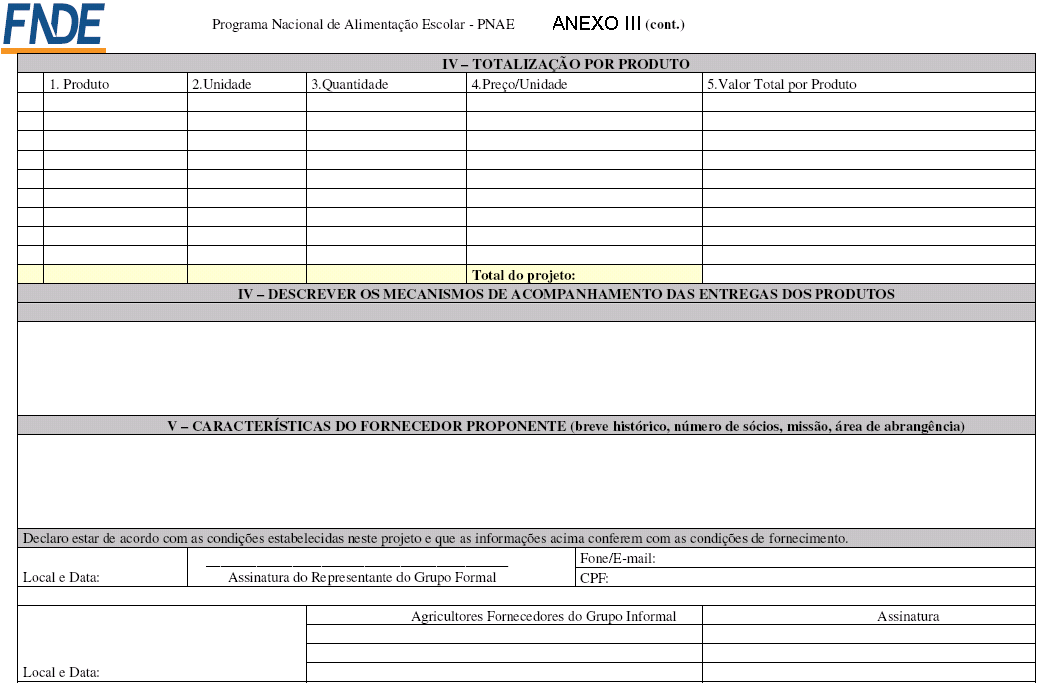 FNDE
Programa Nacional de Alimentação Escolar - PNAE ANEXO III (cont.)
IV – TOTALIZAÇÃO POR PRODUTO
1. Produto 2.Unidade 3.Quantidade 4.Preço/Unidade 5.Valor Total por Produto
Total do projeto:
IV – DESCREVER OS MECANISMOS DE ACOMPANHAMENTO DAS ENTREGAS DOS PRODUTOS
V – CARACTERÍSTICAS DO FORNECEDOR PROPONENTE (breve histórico, número de sócios, missão, área de abrangência)
Declaro estar de acordo com as condições estabelecidas neste projeto e que as informações acima conferem com as condições de fornecimento.
Fone/E-mail:
Local e Data: Assinatura do Representante do Grupo Formal CPF:
Agricultores Fornecedores do Grupo Informal Assinatura
Local e Data: